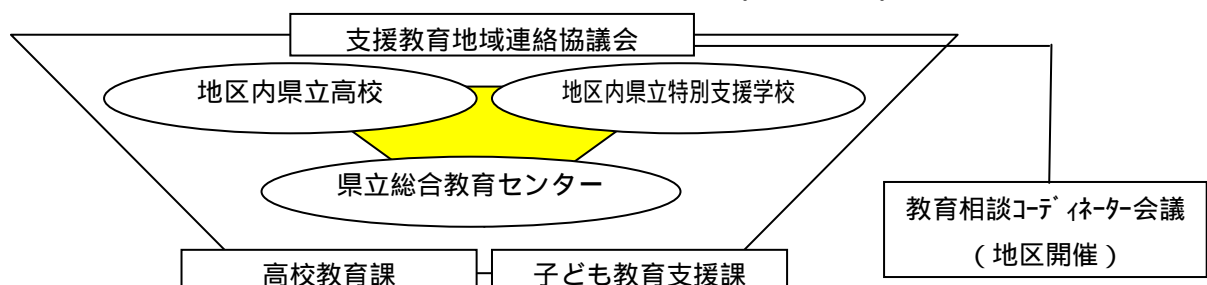 支援教育地域連絡協議会
地区内県立高校
地区内県立特別支援学校
県立総合教育センター
教育相談ｺｰﾃﾞｨﾈｰﾀｰ会議
（地区開催）
高校教育課
子ども教育支援課